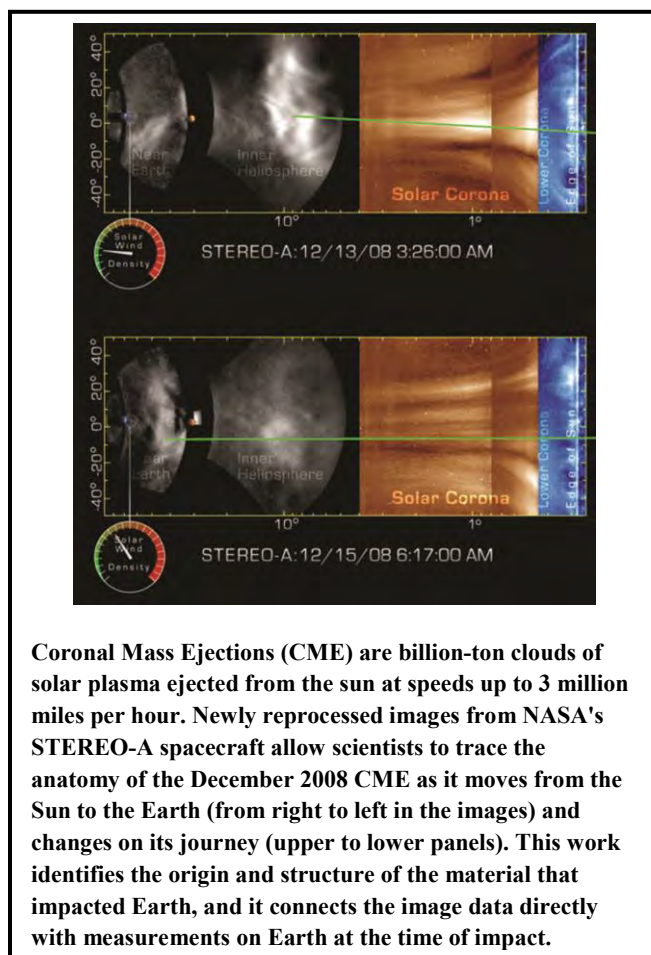 40°
20°
0°
-20°
-40°
Near
Earth
Inner
Heliosphere
Solar Corona
Lower Corona
Edge of Sun
10°
1°
Solar
Wind
Density
STEREO-A:12/13/08 3:26:00 AM
40°
20°
0°
-20°
-40°
Near
Earth
Inner
Heliosphere
Solar Corona
Lower Corona
Edge of Sun
10°
1°
Solar
Wind
Density
STEREO-A:12/15/08 6:17:00 AM
Coronal Mass Ejections (CME) are billion-ton clouds of
solar plasma ejected from the sun at speeds up to 3 million
miles per hour. Newly reprocessed images from NASA's
STEREO-A spacecraft allow scientists to trace the
anatomy of the December 2008 CME as it moves from the
Sun to the Earth (from right to left in the images) and
changes on its journey (upper to lower panels). This work
identifies the origin and structure of the material that
impacted Earth, and it connects the image data directly
with measurements on Earth at the time of impact.